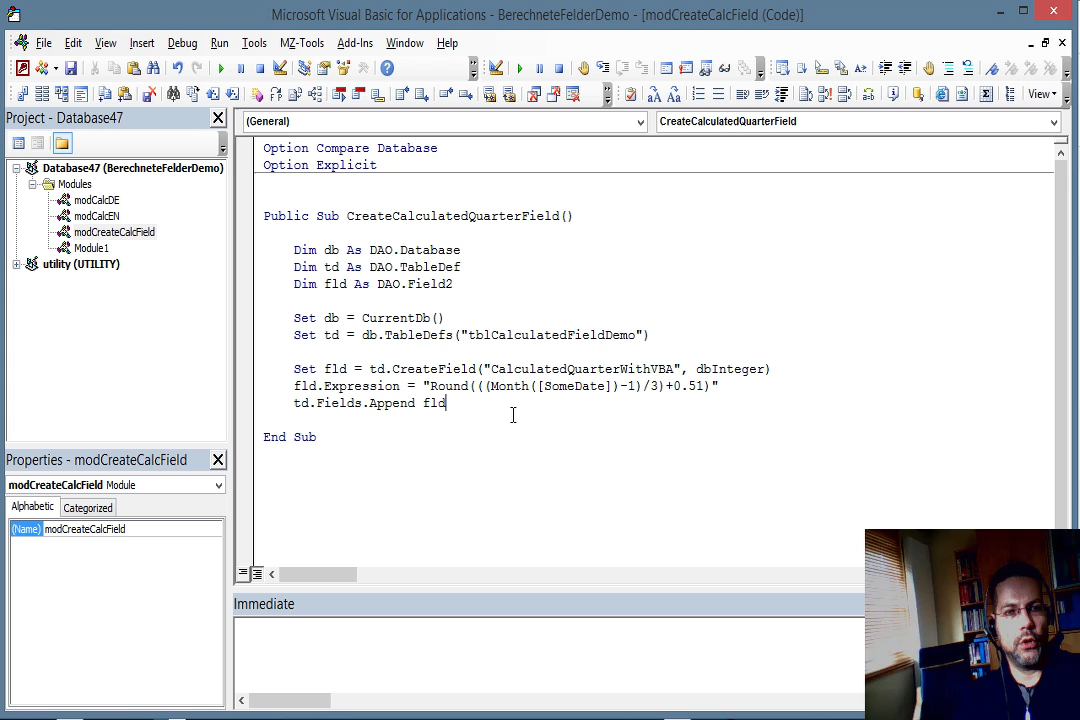 Microsoft Visual Basic for Applications - BerechneteFelderDemo - [modCreateCalcField (Code)]
File Edit View Insert Debug Run Tools MZ-Tools Add-Ins Window Help
View
Project - Database47
(General)
CreateCalculatedQuarterField
Database47 (BerechneteFelderDemo)
Modules
modCalcDE
modCalcEN
modCreateCalcField
Module1
utility (UTILITY)
Option Compare Database
Option Explicit
Public Sub CreateCalculatedQuarterField()
Dim db As DAO.Database
Dim td As DAO.TableDef
Dim fld As DAO.Field2
Set db = CurrentDb()
Set td = db.TableDefs("tblCalculatedFieldDemo")
Set fld = td.CreateField("CalculatedQuarterWithVBA", dbInteger)
fld.Expression = "Round(((Month([SomeDate])-1)/3)+0.51)"
td.Fields.Append fld
End Sub
Properties - modCreateCalcField
modCreateCalcField Module
Alphabetic Categorized
(Name) modCreateCalcField
Immediate